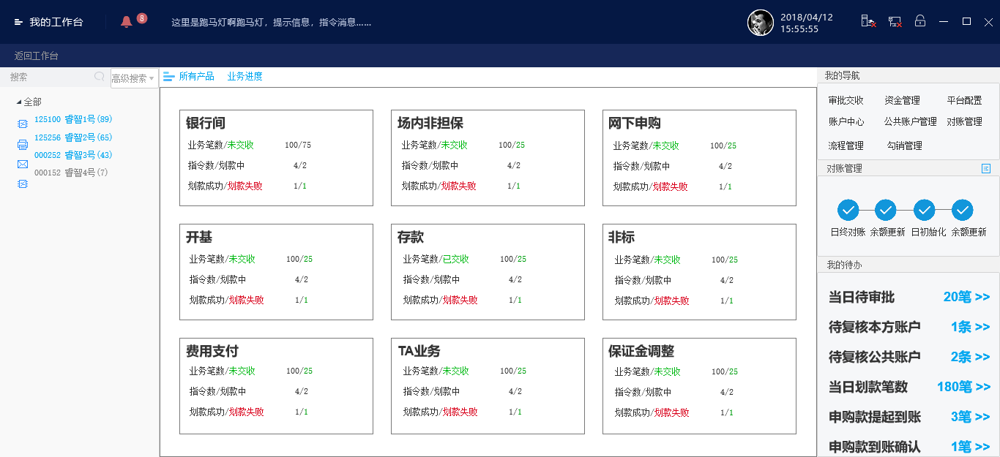 我的工作台
8
这里是跑马灯啊跑马灯，提示信息，指令消息......
2018/04/12
15:55:55
返回工作台
搜索
高级搜索
全部
125100 睿智1号(89)
125256 睿智2号(65)
000252 睿智3号(43)
000152 睿智4号(7)
所有产品 业务进度
银行间
业务笔数/未交收 100/75
指令数/划款中 4/2
划款成功/划款失败 1/1
场内非担保
业务笔数/未交收 100/25
指令数/划款中 4/2
划款成功/划款失败 1/1
网下申购
业务笔数/未交收 100/25
指令数/划款中 4/2
划款成功/划款失败 1/1
开基
业务笔数/未交收 100/25
指令数/划款中 4/2
划款成功/划款失败 1/1
存款
业务笔数/已交收 100/25
指令数/划款中 4/2
划款成功/划款失败 1/1
非标
业务笔数/未交收 100/25
指令数/划款中 4/2
划款成功/划款失败 1/1
费用支付
业务笔数/未交收 100/25
指令数/划款中 4/2
划款成功/划款失败 1/1
TA业务
业务笔数/未交收 100/25
指令数/划款中 4/2
划款成功/划款失败 1/1
保证金调整
业务笔数/未交收 100/25
指令数/划款中 4/2
划款成功/划款失败 1/1
我的导航
审批交收 资金管理 平台配置
账户中心 公共账户管理 对账管理
流程管理 勾销管理
对账管理
日终对账 余额更新 日初始化 余额更新
我的待办
当日待审批 20笔 >>
待复核本方账户 1条 >>
待复核公共账户 2条 >>
当日划款笔数 180笔 >>
申购款提起到账 3笔 >>
申购款到账确认 1笔 >>